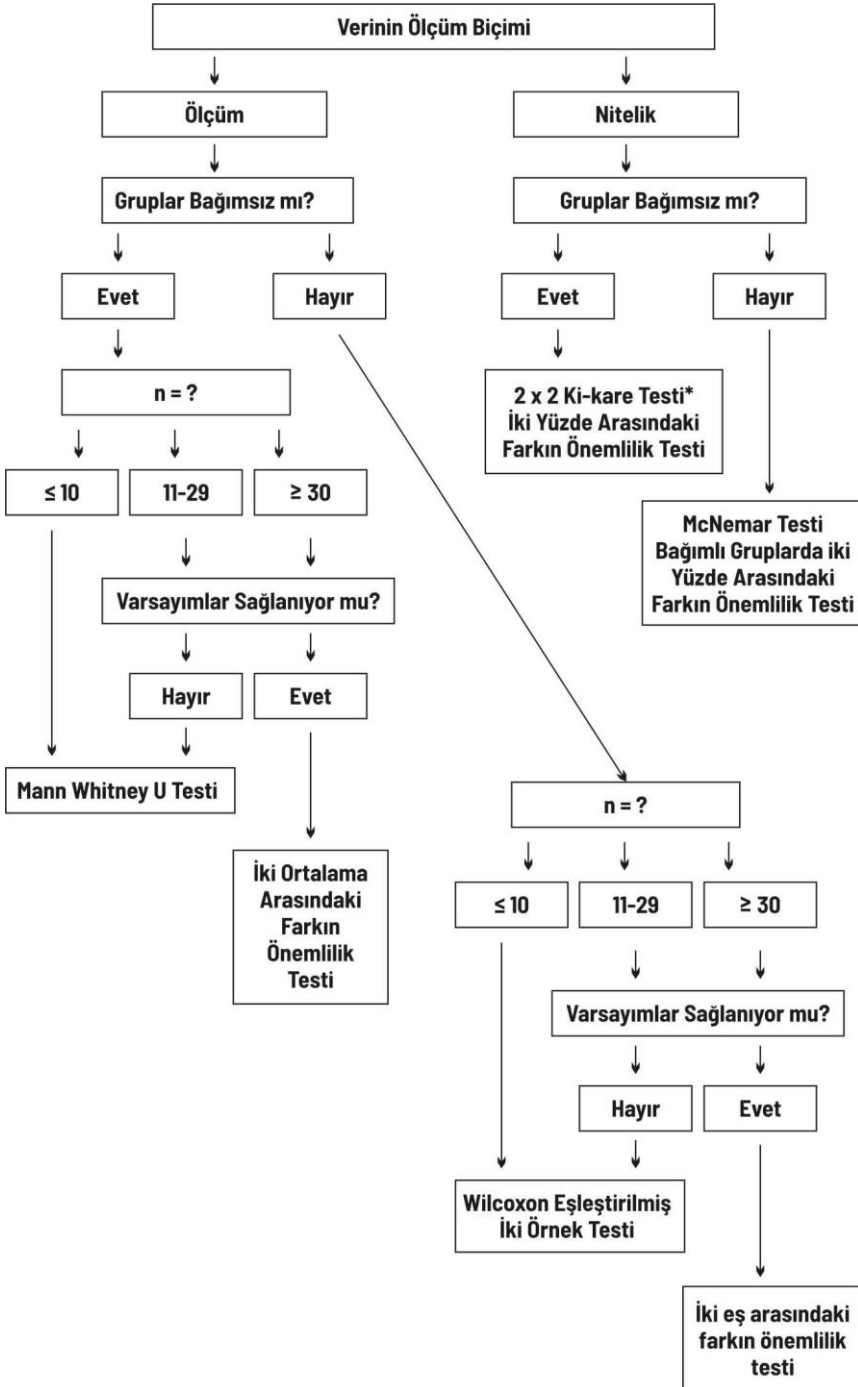 Verinin Ölçüm Biçimi
Ölçüm
Nitelik
Gruplar Bağımsız mı?
Gruplar Bağımsız mı?
Evet
Hayır
Evet
Hayır
n = ?
2 x 2 Ki-kare Testi*
İki Yüzde Arasındaki
Farkın Önemlilik Testi
≤ 10
11-29
≥ 30
McNemar Testi
Bağımlı Gruplarda iki
Yüzde Arasındaki
Farkın Önemlilik Testi
Varsayımlar Sağlanıyor mu?
Hayır
Evet
Mann Whitney U Testi
İki Ortalama
Arasındaki
Farkın
Önemlilik
Testi
n = ?
≤ 10
11-29
≥ 30
Varsayımlar Sağlanıyor mu?
Hayır
Evet
Wilcoxon Eşleştirilmiş
İki Örnek Testi
İki eş arasındaki
farkın önemlilik
testi